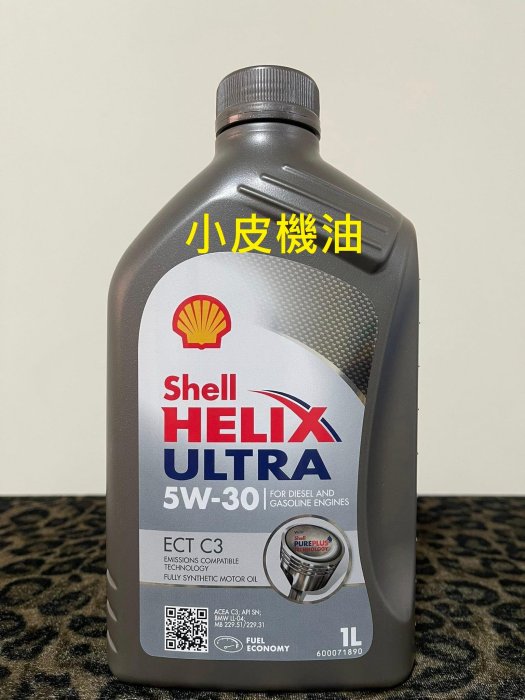 小皮機油
Shell
HELIX
ULTRA
5W-30
FOR DIESEL AND
GASOLINE ENGINES
ECT C3
EMISSIONS COMPATIBLE
TECHNOLOGY
FULLY SYNTHETIC MOTOR OIL
Shell
PUREPLUS
TECHNOLOGY
ACEA C3; API SN;
BMW LL-04;
MB 229.51/229.31
FUEL
ECONOMY
1L
600071890